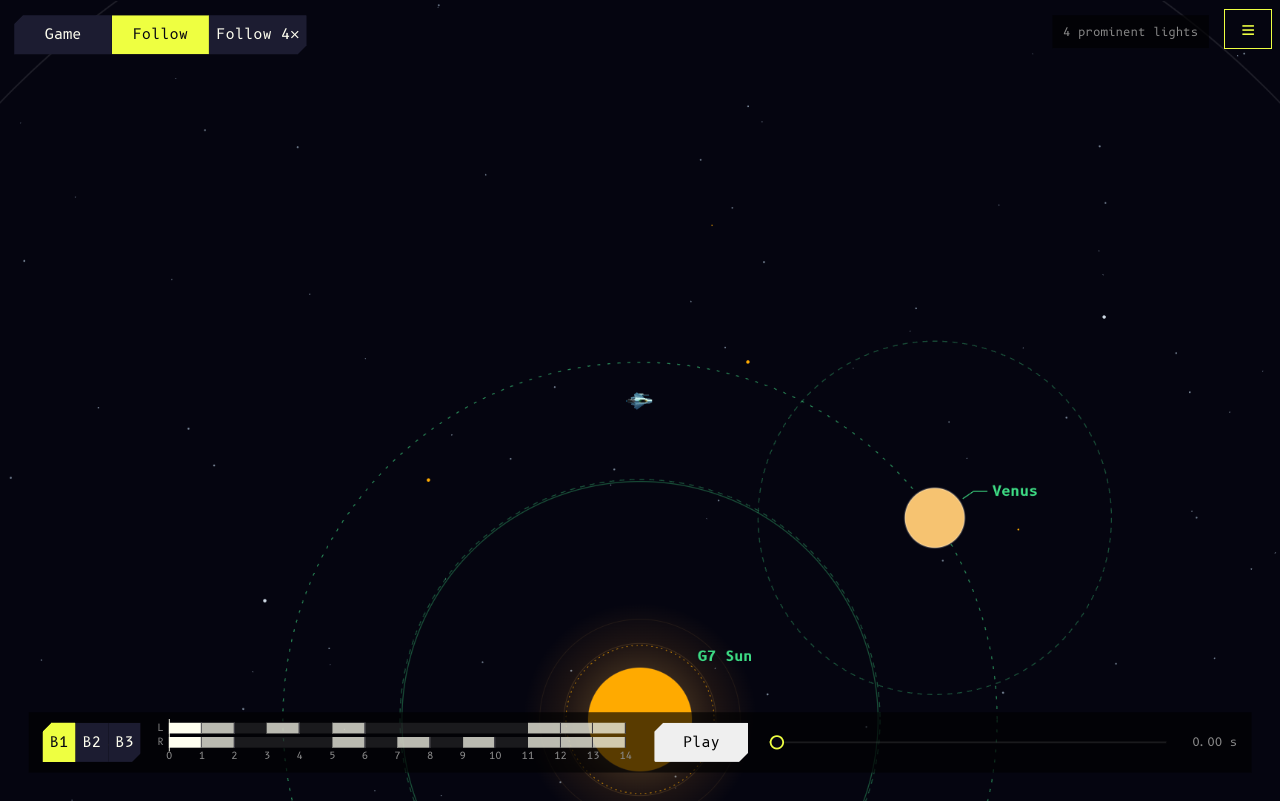 Game Follow Follow 4×
4 prominent lights
Venus
G7 Sun
B1 B2 B3
L
R
0 1 2 3 4 5 6 7 8 9 10 11 12 13 14
Play
0.00 s